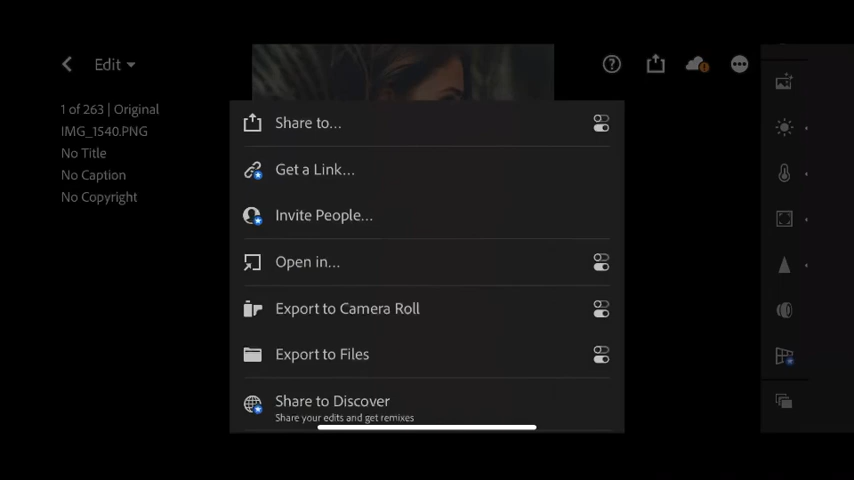 Edit
1 of 263 | Original
IMG_1540.PNG
No Title
No Caption
No Copyright
Share to...
Get a Link...
Invite People...
Open in...
Export to Camera Roll
Export to Files
Share to Discover
Share your edits and get remixes